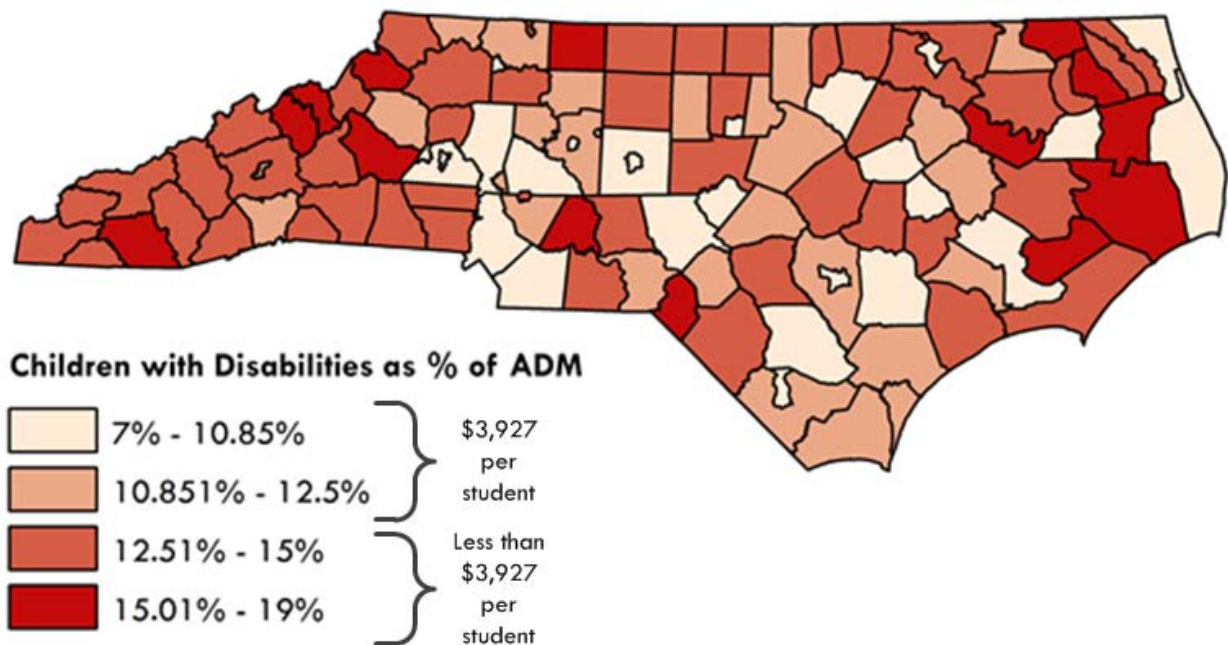 Children with Disabilities as % of ADM
7% - 10.85%
10.851% - 12.5%
$3,927
per
student
12.51% - 15%
15.01% - 19%
Less than
$3,927
per
student